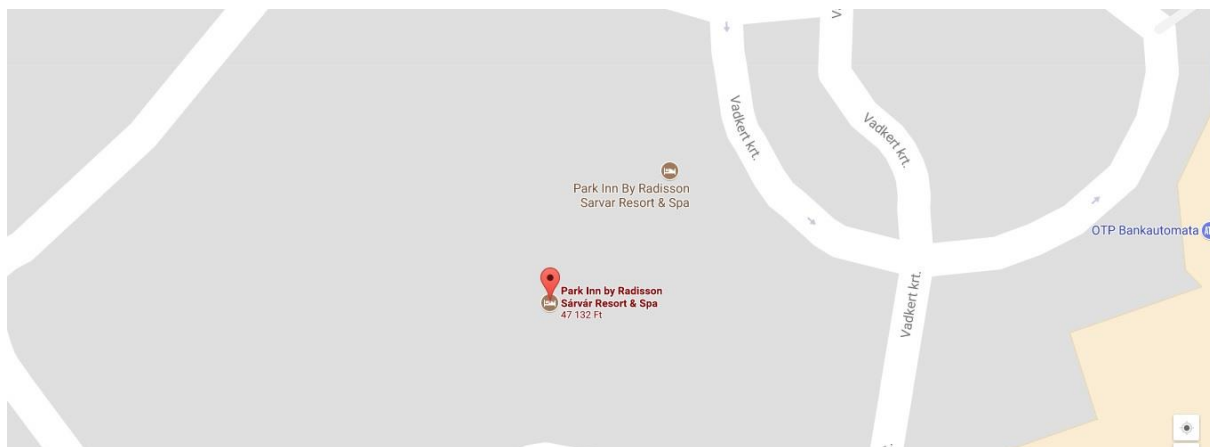 Vadkert krt.
Vadkert krt.
Park Inn By Radisson
Sarvar Resort & Spa
OTP Bankautomata
Park Inn by Radisson
Sárvár Resort & Spa
47 132 Ft
Vadkert krt.